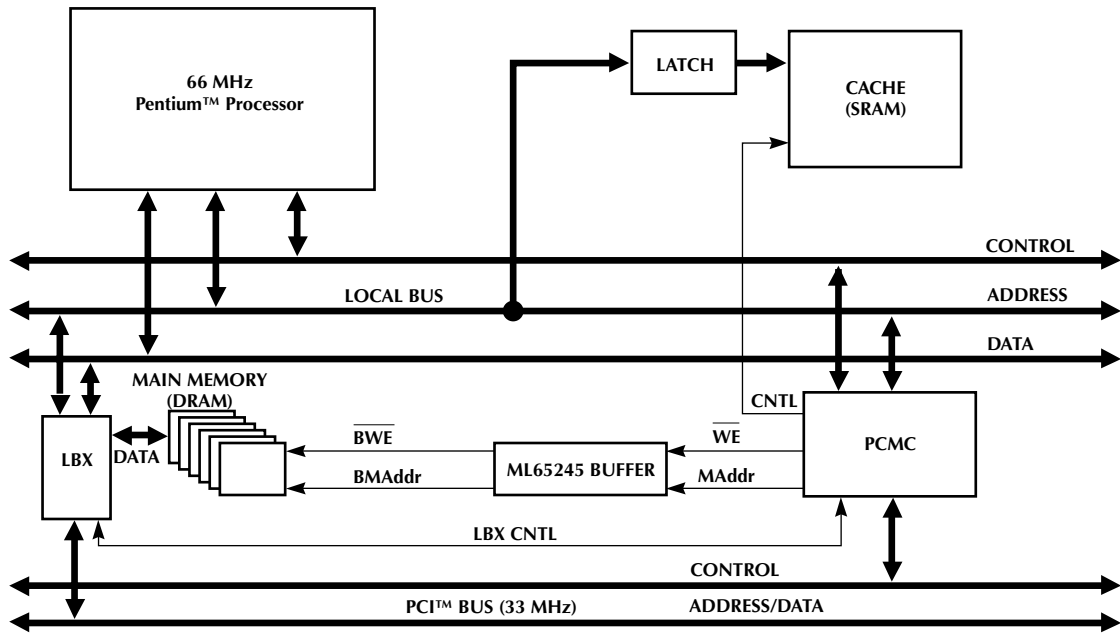 66 MHz
Pentium™ Processor
LATCH
CACHE
(SRAM)
CONTROL
LOCAL BUS
ADDRESS
DATA
MAIN MEMORY
(DRAM)
CNTL
LBX
DATA
BWE
BMAddr
ML65245 BUFFER
WE
MAddr
PCMC
LBX CNTL
CONTROL
PCI™ BUS (33 MHz)
ADDRESS/DATA